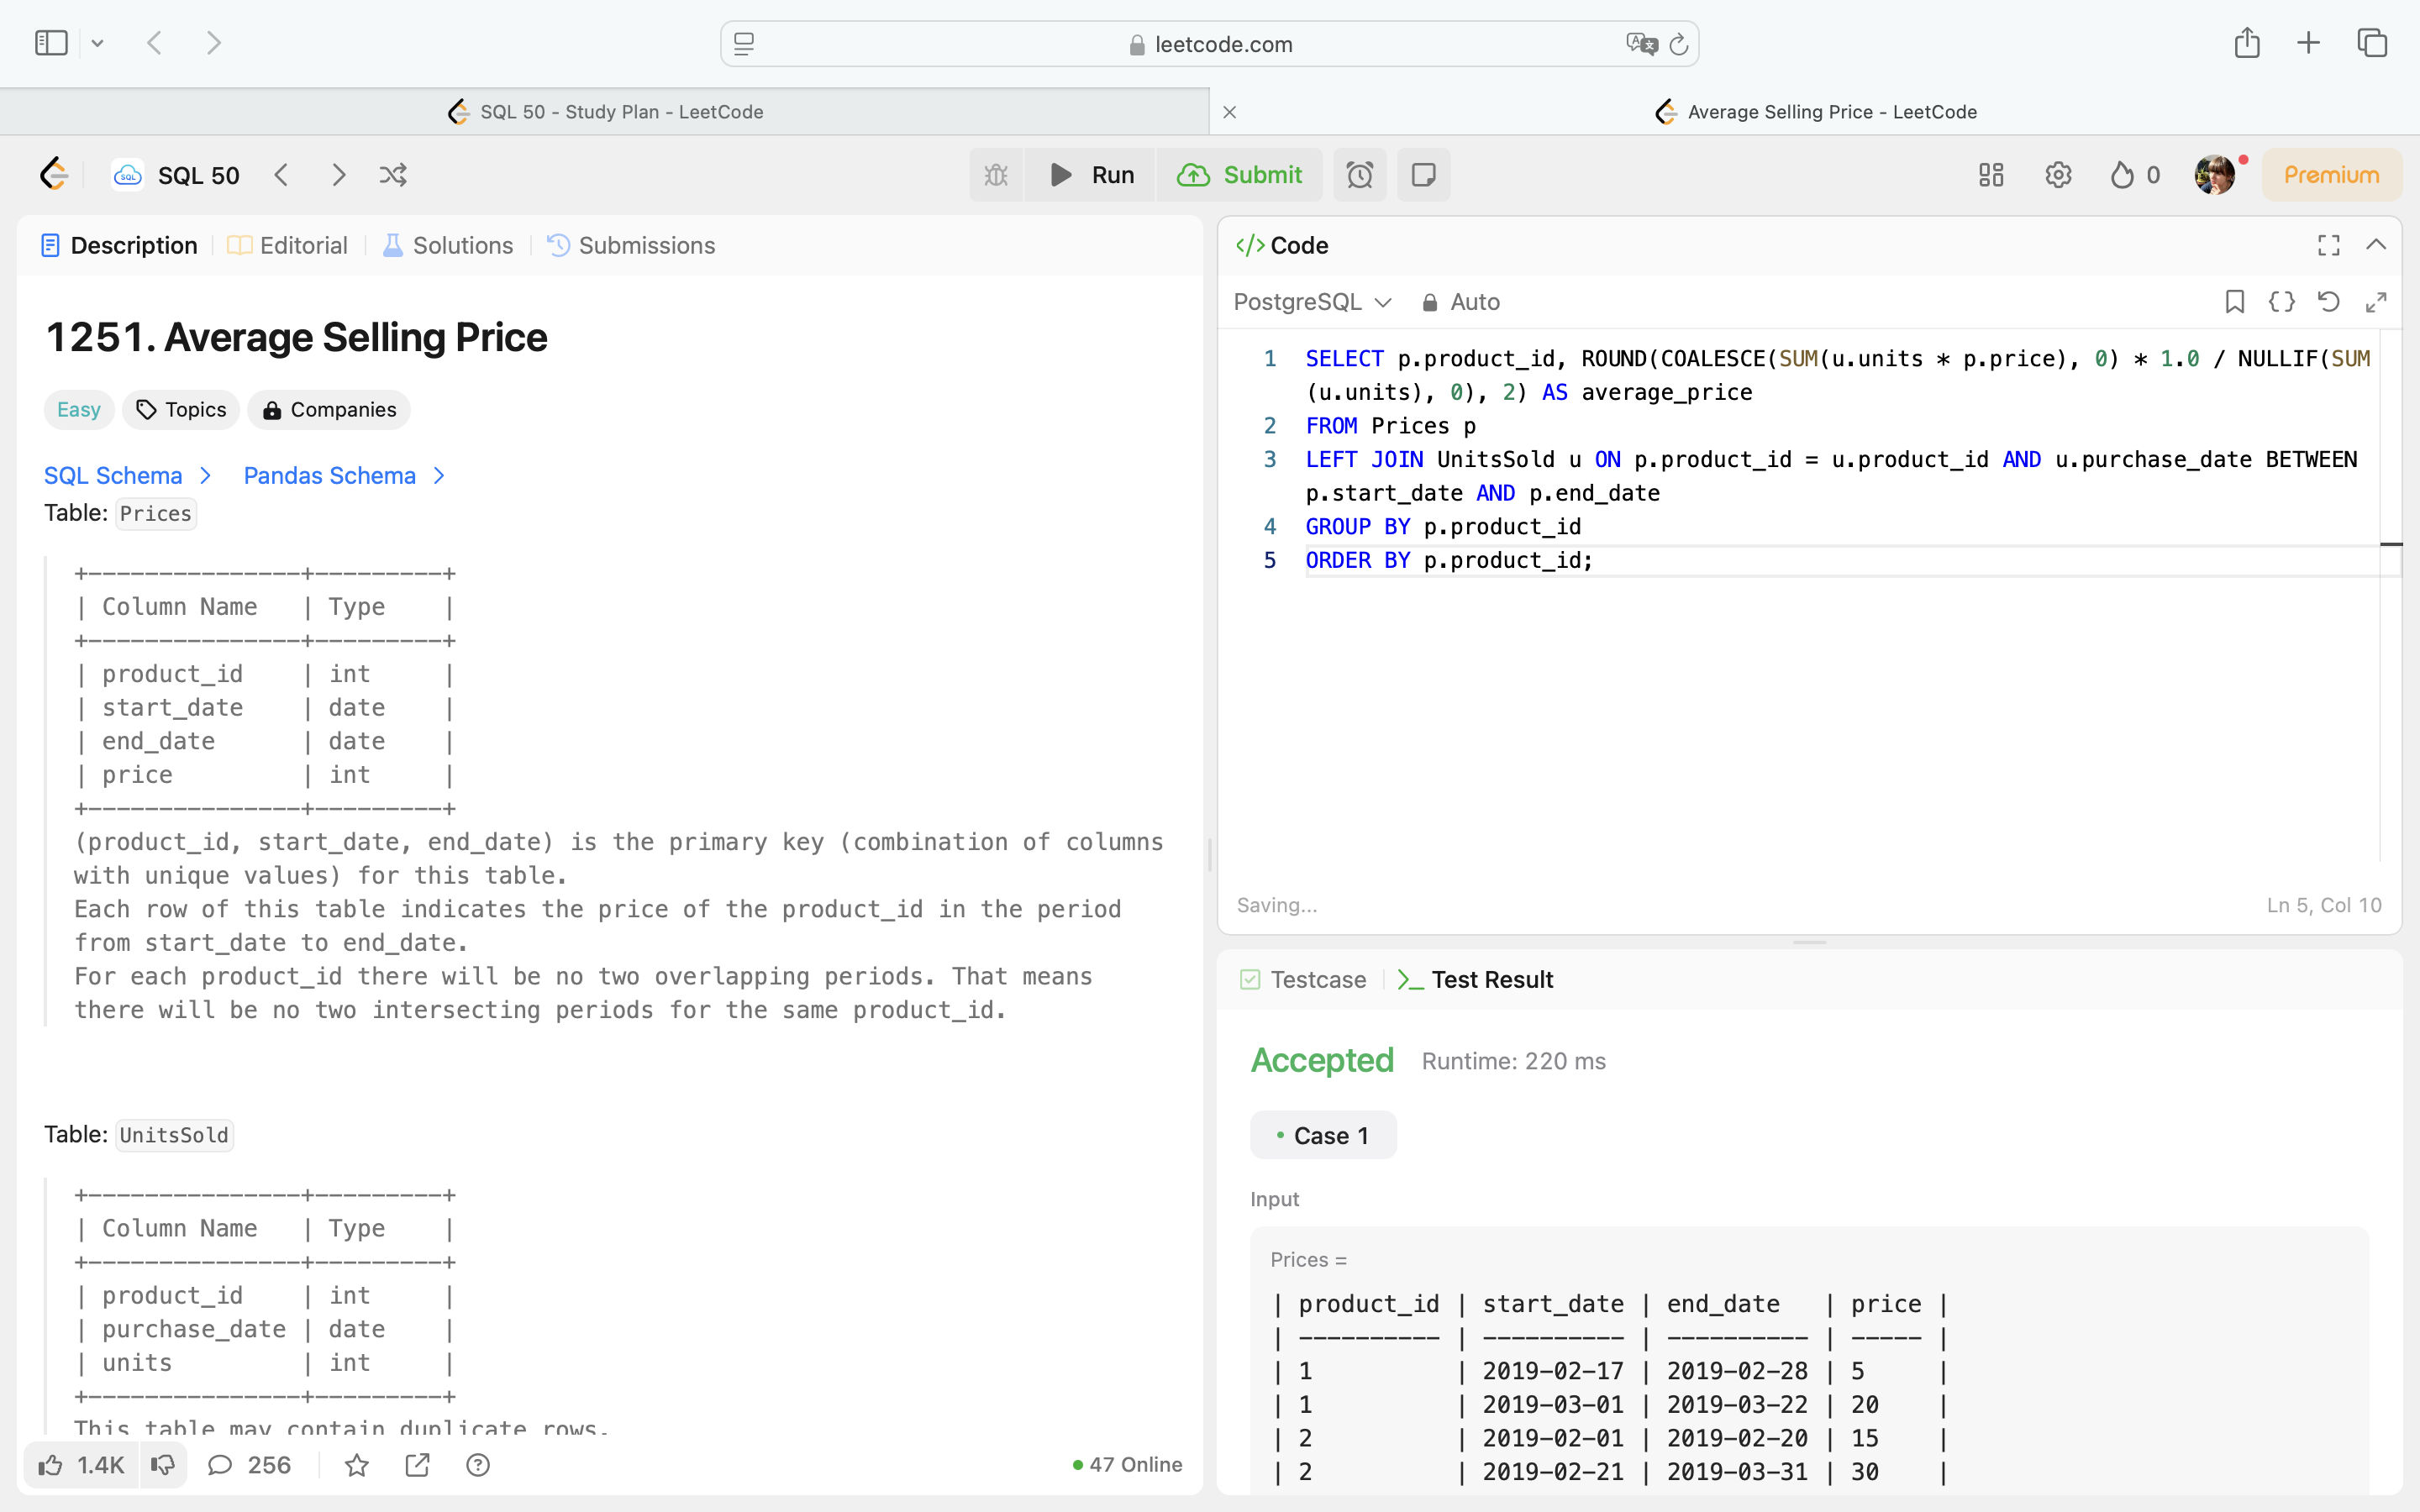 leetcode.com
SQL 50 - Study Plan - LeetCode
Average Selling Price - LeetCode
SQL 50
Run
Submit
0
Premium
Description
Editorial
Solutions
Submissions
1251. Average Selling Price
Easy
Topics
Companies
SQL Schema
Pandas Schema
Table: Prices
+--------------+---------+
| Column Name   | Type    |
+--------------+---------+
| product_id    | int     |
| start_date    | date    |
| end_date      | date    |
| price         | int     |
+--------------+---------+
(product_id, start_date, end_date) is the primary key (combination of columns
with unique values) for this table.
Each row of this table indicates the price of the product_id in the period
from start_date to end_date.
For each product_id there will be no two overlapping periods. That means
there will be no two intersecting periods for the same product_id.
Table: UnitsSold
+--------------+---------+
| Column Name   | Type    |
+--------------+---------+
| product_id    | int     |
| purchase_date | date    |
| units         | int     |
+--------------+---------+
This table may contain duplicate rows.
1.4K
256
47 Online
</> Code
PostgreSQL
Auto
1 SELECT p.product_id, ROUND(COALESCE(SUM(u.units * p.price), 0) * 1.0 / NULLIF(SUM
(u.units), 0), 2) AS average_price
2 FROM Prices p
3 LEFT JOIN UnitsSold u ON p.product_id = u.product_id AND u.purchase_date BETWEEN
p.start_date AND p.end_date
4 GROUP BY p.product_id
5 ORDER BY p.product_id;
Saving...
Ln 5, Col 10
Testcase
>_ Test Result
Accepted
Runtime: 220 ms
Case 1
Input
Prices =
| product_id | start_date | end_date   | price |
| ---------- | ---------- | ---------- | ----- |
| 1          | 2019-02-17 | 2019-02-28 | 5     |
| 1          | 2019-03-01 | 2019-03-22 | 20    |
| 2          | 2019-02-01 | 2019-02-20 | 15    |
| 2          | 2019-02-21 | 2019-03-31 | 30    |